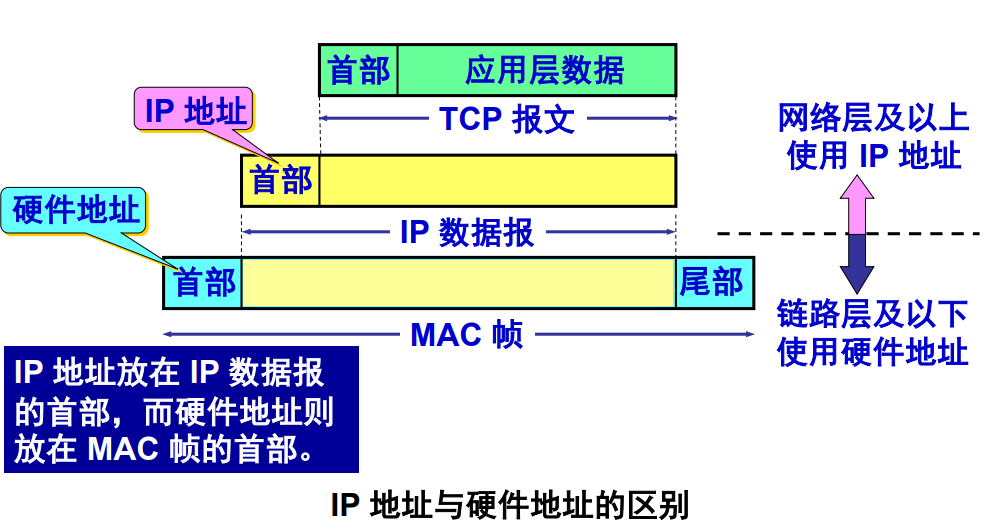 首部 应用层数据
TCP 报文
IP 地址
首部
IP 数据报
硬件地址
首部 尾部
MAC 帧
网络层及以上
使用 IP 地址
链路层及以下
使用硬件地址
IP 地址放在 IP 数据报
的首部，而硬件地址则
放在 MAC 帧的首部。
IP 地址与硬件地址的区别